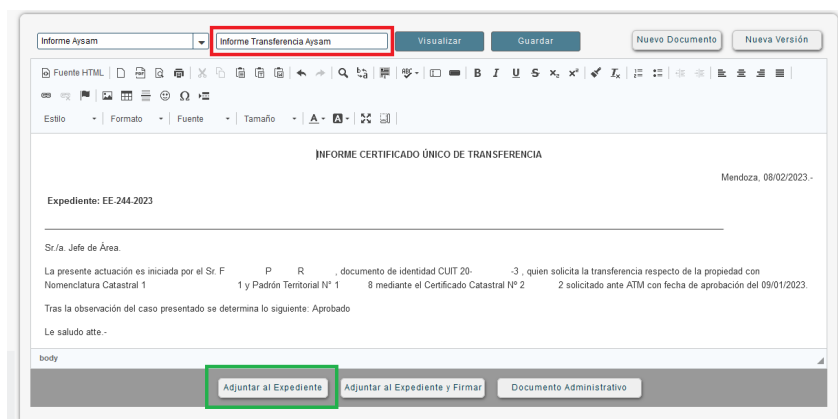 Informe Aysam Informe Transferencia Aysam Visualizar Guardar Nuevo Documento Nueva Versión
Fuente HTML
Estilo Formato Fuente Tamaño
INFORME CERTIFICADO ÚNICO DE TRANSFERENCIA
Mendoza, 08/02/2023.-
Expediente: EE-244-2023
Sr./a. Jefe de Área.
La presente actuación es iniciada por el Sr. F P R , documento de identidad CUIT 20- -3 , quien solicita la transferencia respecto de la propiedad con
Nomenclatura Catastral 1 1 y Padrón Territorial N° 1 8 mediante el Certificado Catastral Nº 2 2 solicitado ante ATM con fecha de aprobación del 09/01/2023.
Tras la observación del caso presentado se determina lo siguiente: Aprobado
Le saludo atte.-
body
Adjuntar al Expediente Adjuntar al Expediente y Firmar Documento Administrativo